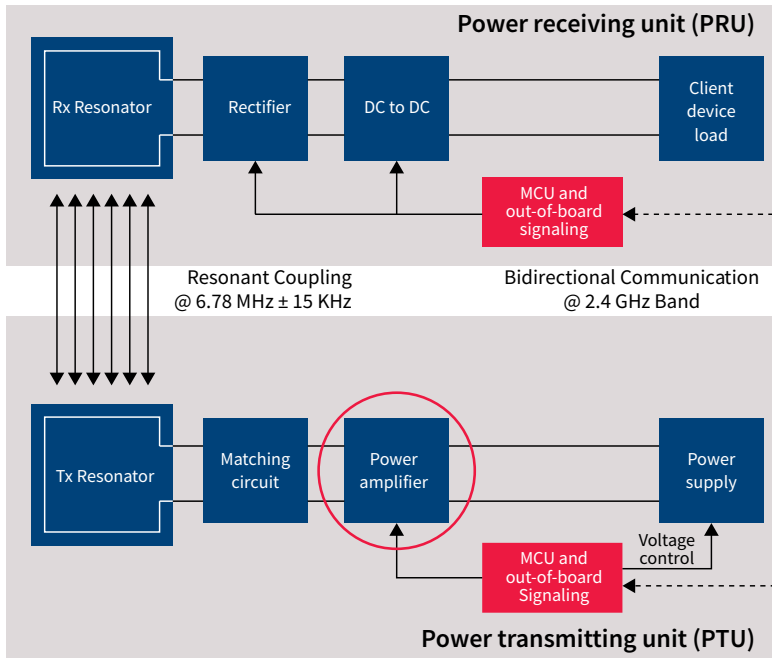 Power receiving unit (PRU)
Rx Resonator
Rectifier
DC to DC
Client
device
load
MCU and
out-of-board
signaling
Resonant Coupling
@ 6.78 MHz ± 15 KHz
Bidirectional Communication
@ 2.4 GHz Band
Tx Resonator
Matching
circuit
Power
amplifier
Power
supply
Voltage
control
MCU and
out-of-board
Signaling
Power transmitting unit (PTU)